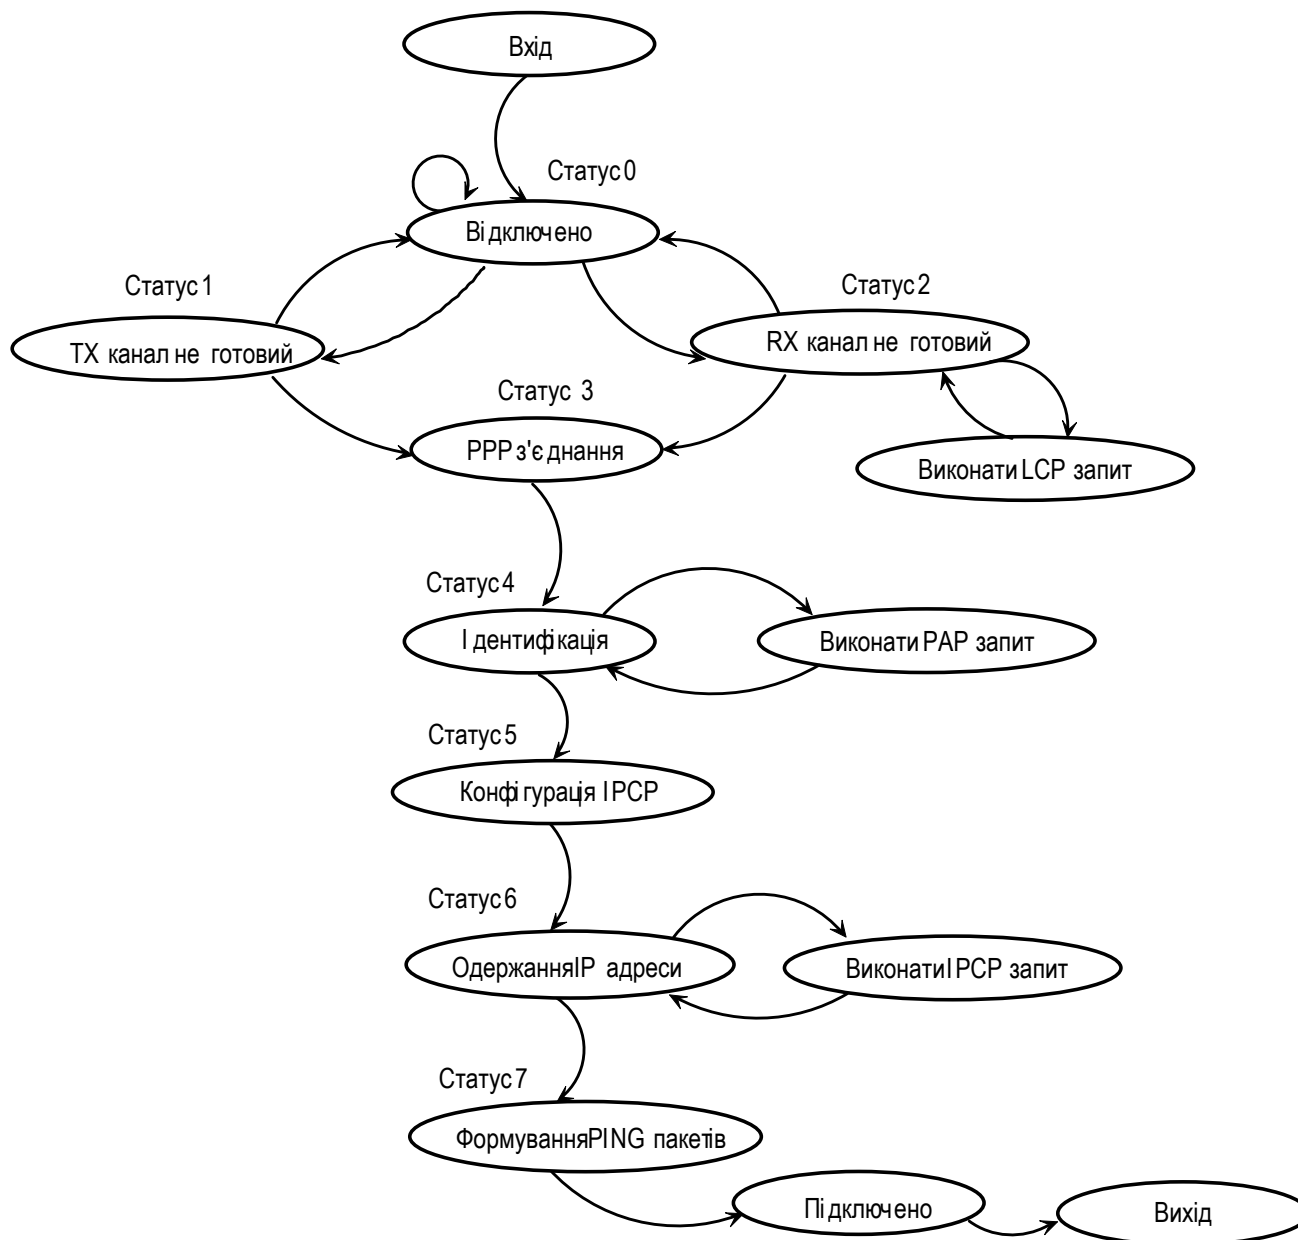 Вхід
Статус 0
Відключено
Статус 1
Статус 2
TX канал не готовий
RX канал не готовий
Статус 3
PPP з'єднання
Виконати LCP запит
Статус 4
Ідентифікація
Виконати PAP запит
Статус 5
Конфігурація IPCP
Статус 6
Одержання IP адреси
Виконати IPCP запит
Статус 7
Формування PING пакетів
Підключено
Вихід